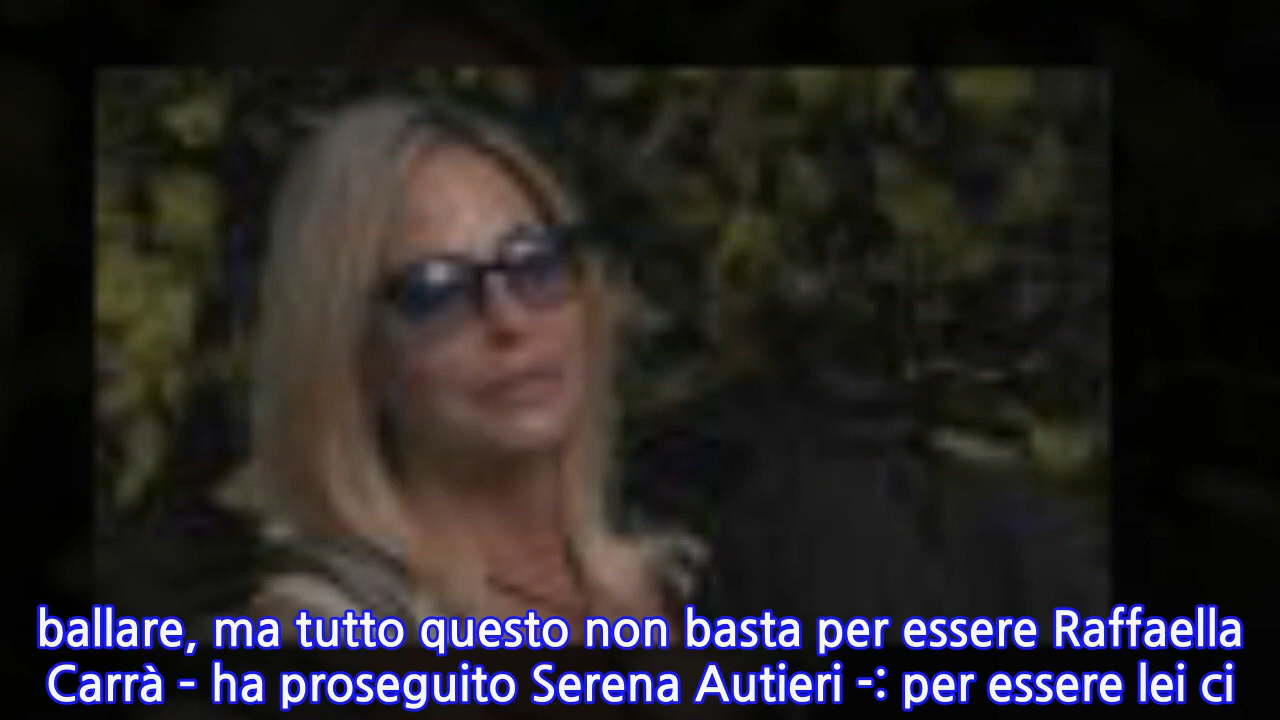 ballare, ma tutto questo non basta per essere Raffaella
Carrà - ha proseguito Serena Autieri -: per essere lei ci